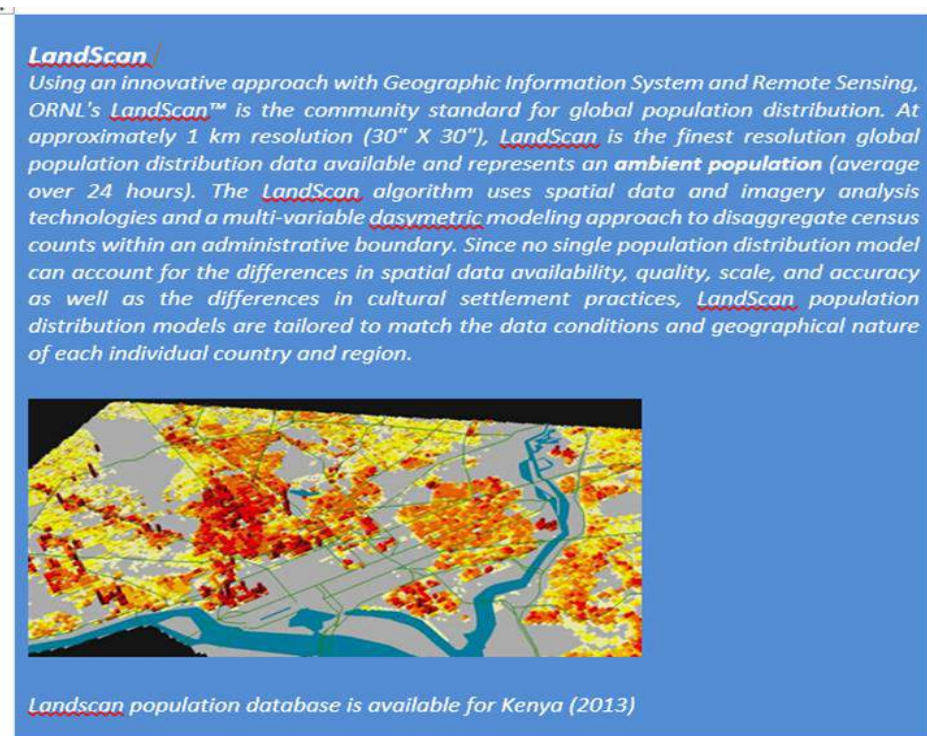 LandScan
Using an innovative approach with Geographic Information System and Remote Sensing,
ORNL's LandScan™ is the community standard for global population distribution. At
approximately 1 km resolution (30" X 30"), LandScan is the finest resolution global
population distribution data available and represents an ambient population (average
over 24 hours). The LandScan algorithm uses spatial data and imagery analysis
technologies and a multi-variable dasymetric modeling approach to disaggregate census
counts within an administrative boundary. Since no single population distribution model
can account for the differences in spatial data availability, quality, scale, and accuracy
as well as the differences in cultural settlement practices, LandScan population
distribution models are tailored to match the data conditions and geographical nature
of each individual country and region.
Landscan population database is available for Kenya (2013)